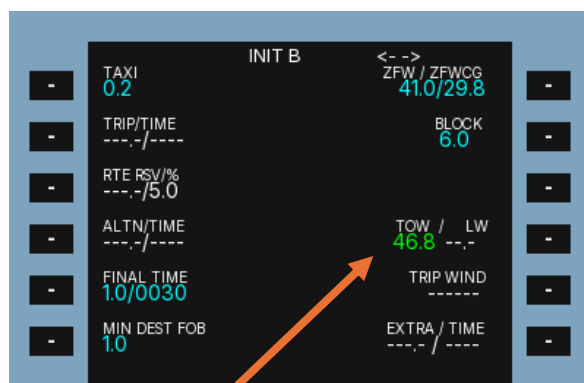 INIT B <- ->
TAXI ZFW / ZFWCG
0.2 41.0/29.8
TRIP/TIME BLOCK
---.-/---- 6.0
RTE RSV/%
---.-/5.0
ALTN/TIME TOW / LW
---.-/---- 46.8 --.-
FINAL TIME TRIP WIND
1.0/0030 ------
MIN DEST FOB EXTRA / TIME
1.0 ---.- / ----